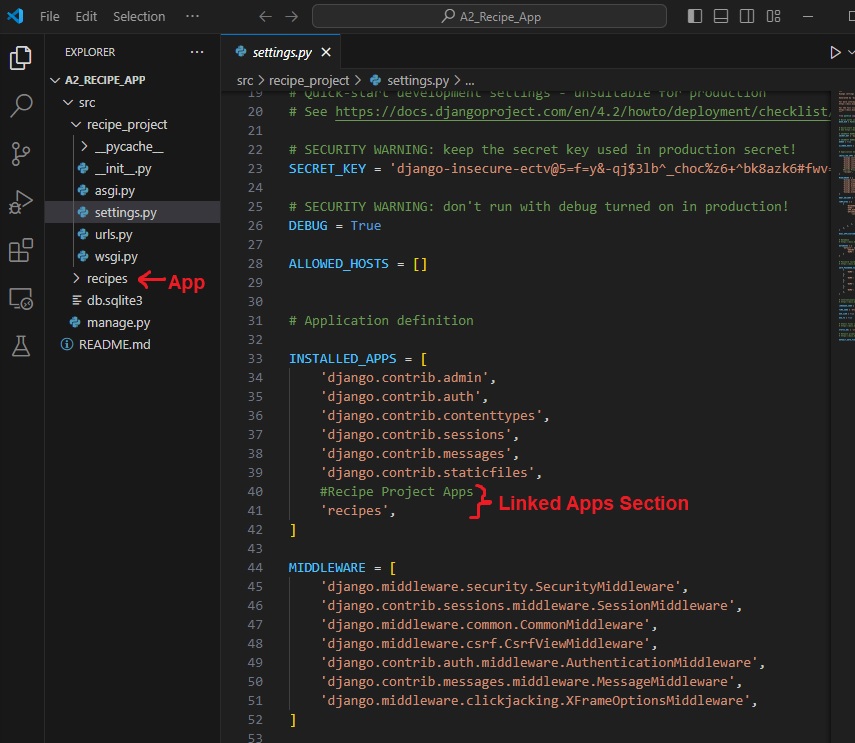 File Edit Selection ··· A2_Recipe_App
EXPLORER ···
A2_RECIPE_APP
src
recipe_project
__pycache__
__init__.py
asgi.py
settings.py
urls.py
wsgi.py
recipes App
db.sqlite3
manage.py
README.md
settings.py
src > recipe_project > settings.py > ...
19 # Quick-start development settings - unsuitable for production
20 # See https://docs.djangoproject.com/en/4.2/howto/deployment/checklist/
21
22 # SECURITY WARNING: keep the secret key used in production secret!
23 SECRET_KEY = 'django-insecure-ectv@5=f=y&-qj$3lb^_choc%z6+^bk8azk6#fwv=
24
25 # SECURITY WARNING: don't run with debug turned on in production!
26 DEBUG = True
27
28 ALLOWED_HOSTS = []
29
30
31 # Application definition
32
33 INSTALLED_APPS = [
34 'django.contrib.admin',
35 'django.contrib.auth',
36 'django.contrib.contenttypes',
37 'django.contrib.sessions',
38 'django.contrib.messages',
39 'django.contrib.staticfiles',
40 #Recipe Project Apps
41 'recipes',
Linked Apps Section
42 ]
43
44 MIDDLEWARE = [
45 'django.middleware.security.SecurityMiddleware',
46 'django.contrib.sessions.middleware.SessionMiddleware',
47 'django.middleware.common.CommonMiddleware',
48 'django.middleware.csrf.CsrfViewMiddleware',
49 'django.contrib.auth.middleware.AuthenticationMiddleware',
50 'django.contrib.messages.middleware.MessageMiddleware',
51 'django.middleware.clickjacking.XFrameOptionsMiddleware',
52 ]
53